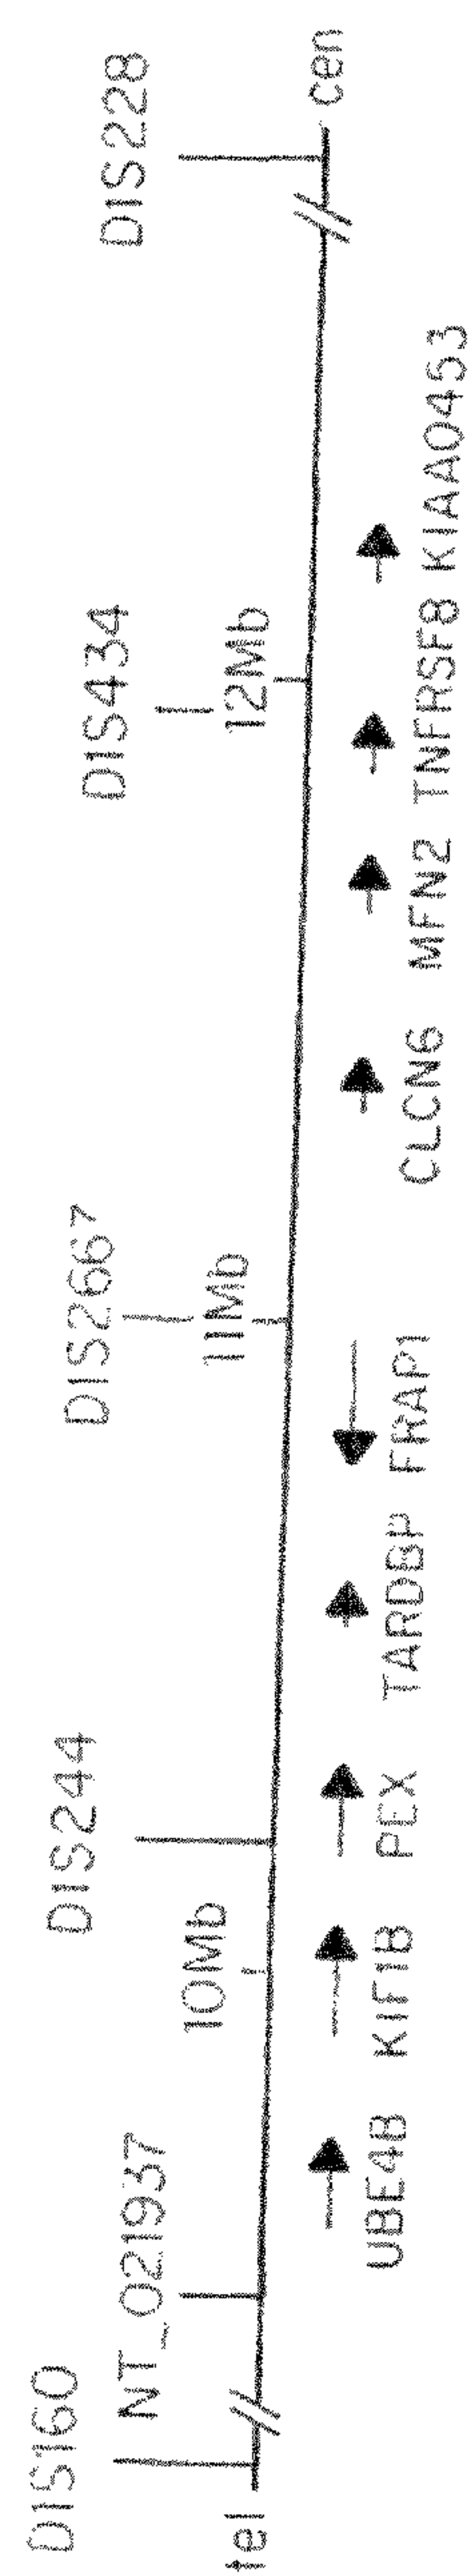 D1S160
NT_021937
D1S244
D1S2667
D1S434
D1S228
10Mb
11Mb
12Mb
tel
cen
UBE4B
KIF1B
PEX
TARDBP
FRAP1
CLCN6
MFN2
TNFRSF8
KIAA0453